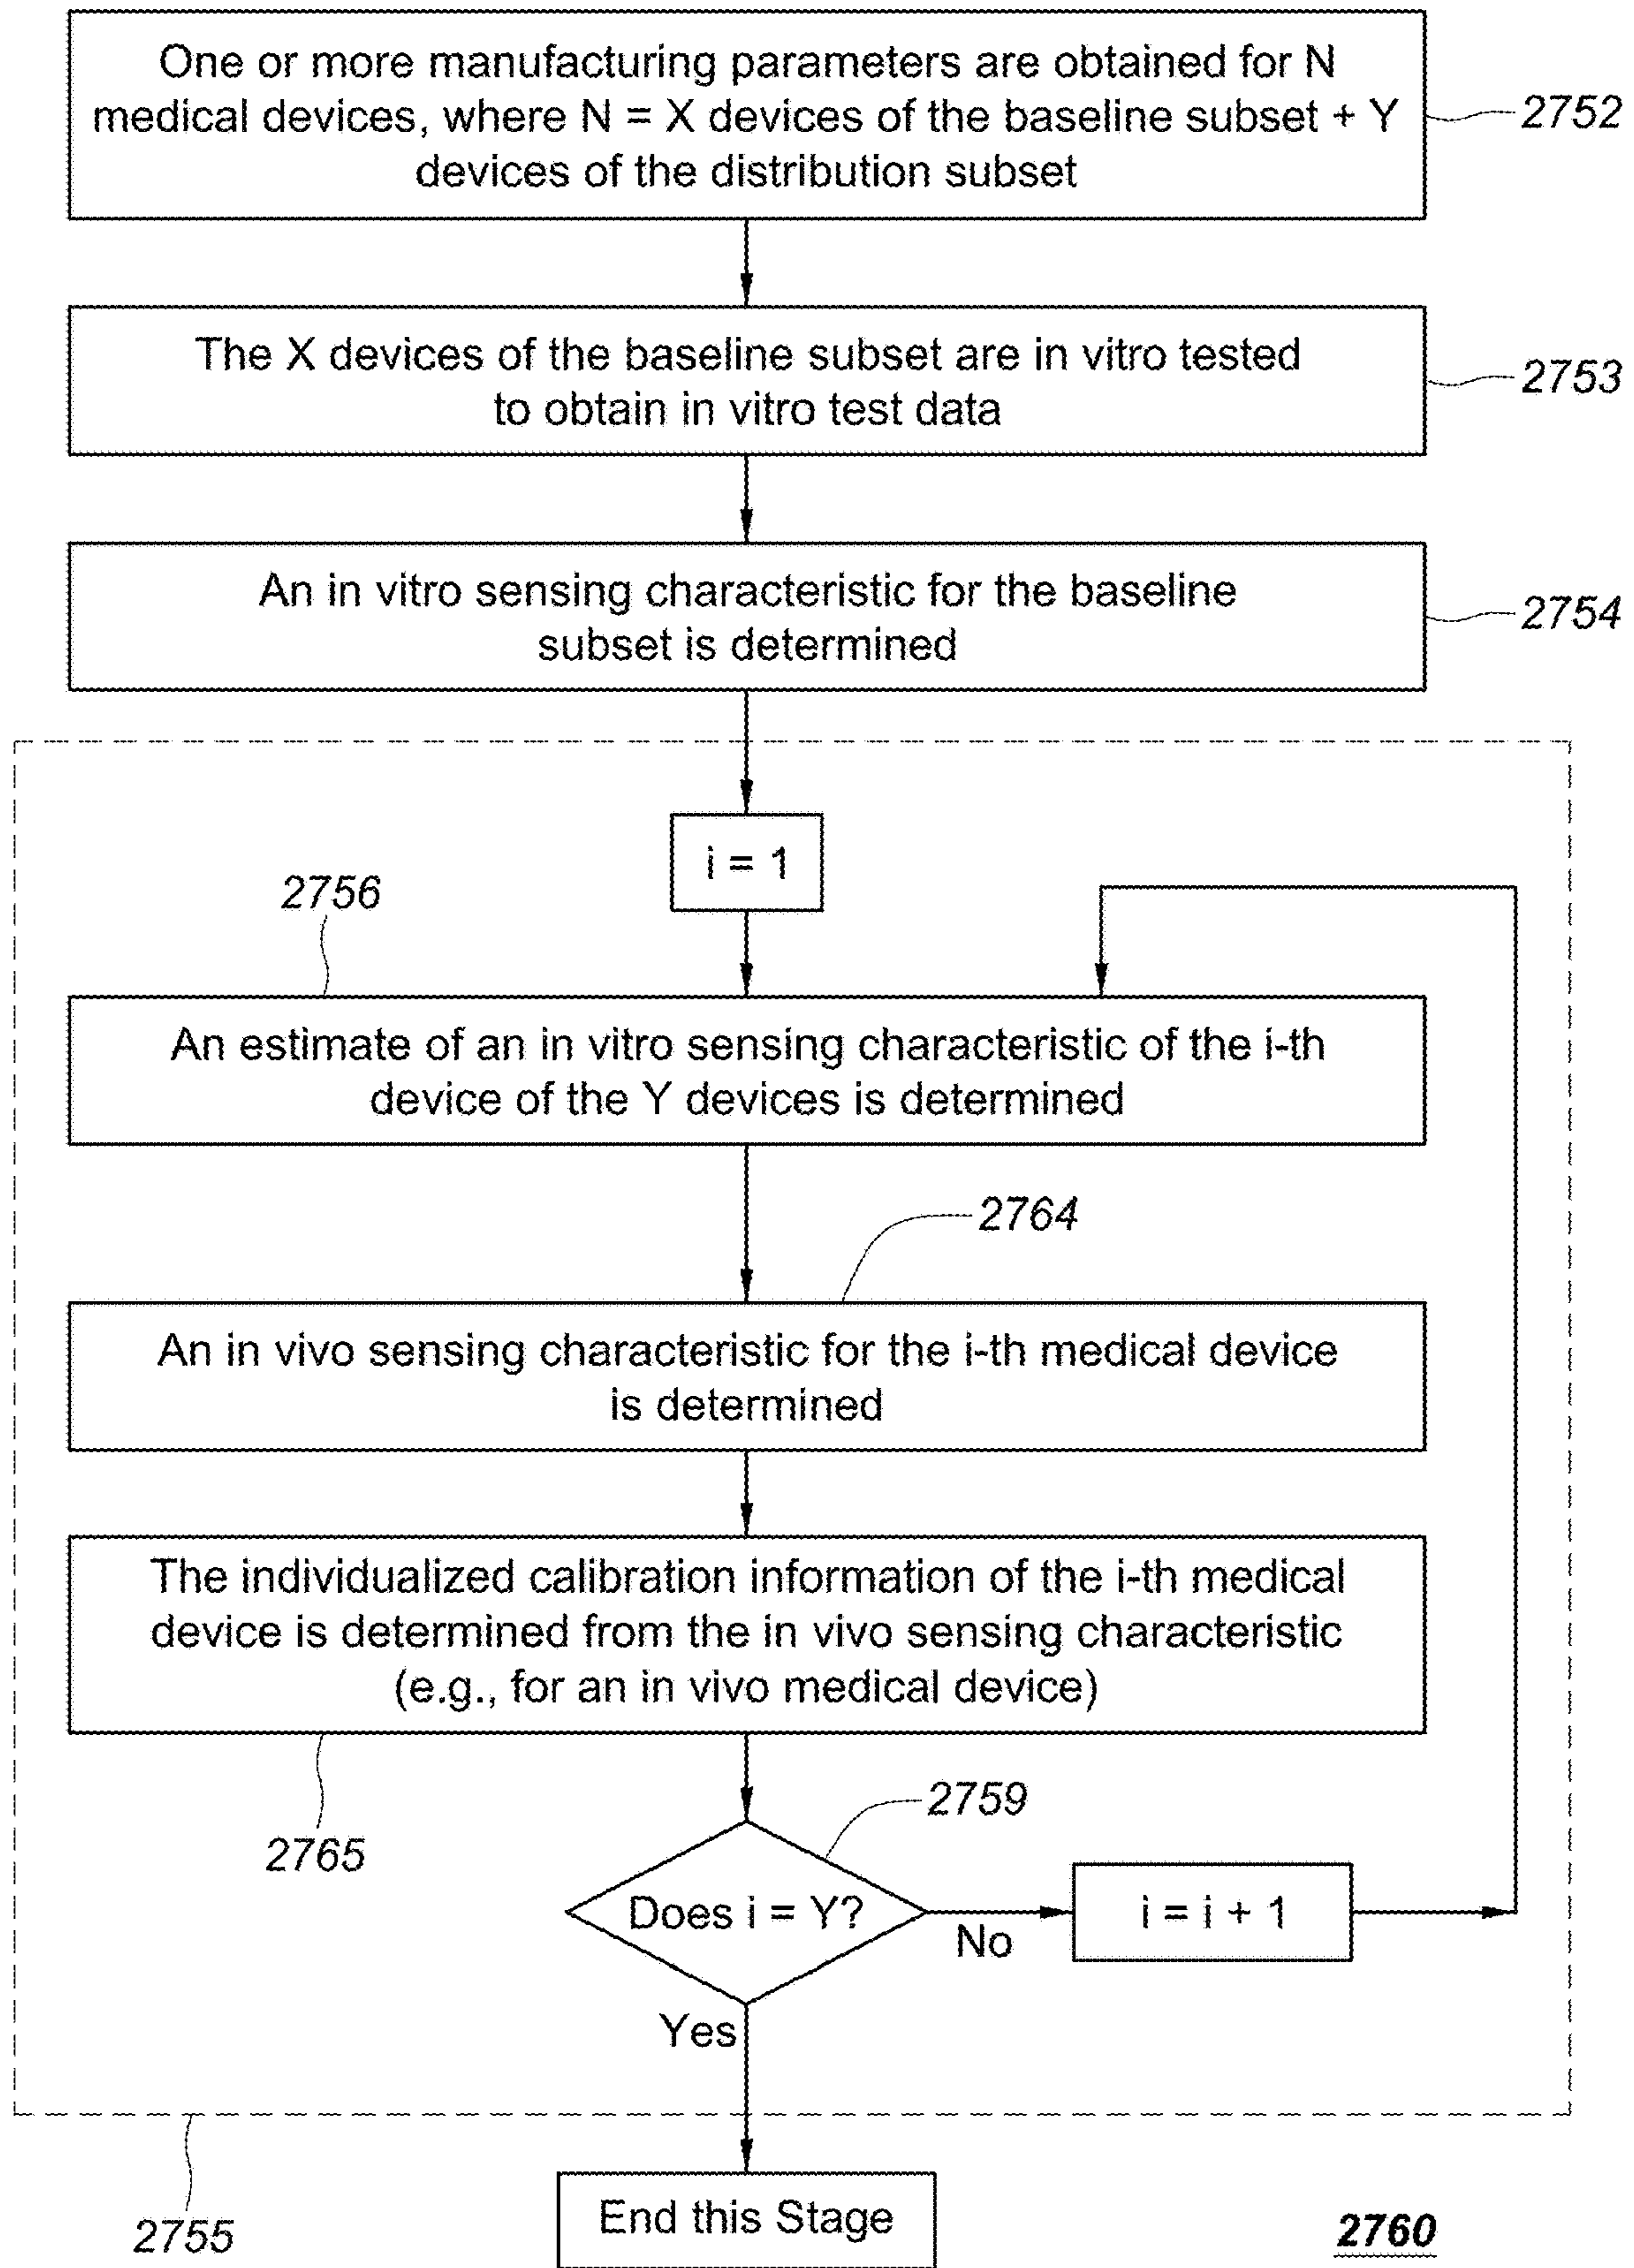 One or more manufacturing parameters are obtained for N
medical devices, where N = X devices of the baseline subset + Y
devices of the distribution subset
2752
The X devices of the baseline subset are in vitro tested
to obtain in vitro test data
2753
An in vitro sensing characteristic for the baseline
subset is determined
2754
i = 1
2756
An estimate of an in vitro sensing characteristic of the i-th
device of the Y devices is determined
2764
An in vivo sensing characteristic for the i-th medical device
is determined
The individualized calibration information of the i-th medical
device is determined from the in vivo sensing characteristic
(e.g., for an in vivo medical device)
2765
2759
Does i = Y?
No
i = i + 1
Yes
2755
End this Stage
2760